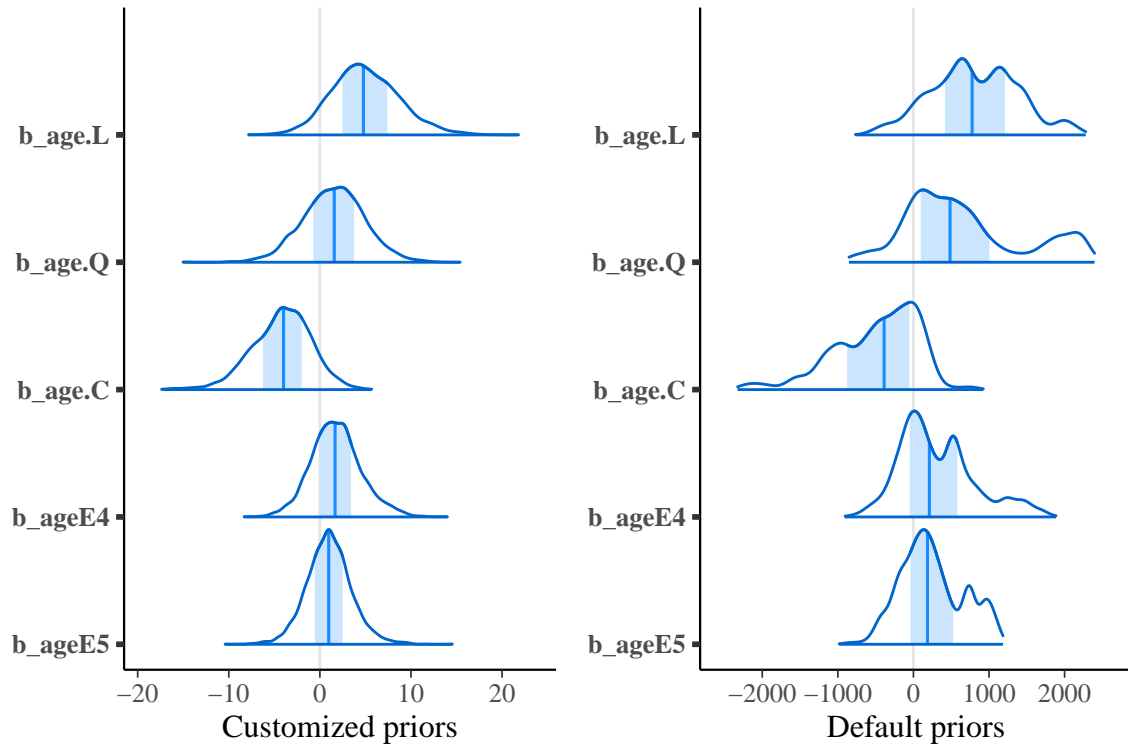 b_age.L
b_age.Q
b_age.C
b_ageE4
b_ageE5
−20 −10 0 10 20
Customized priors
b_age.L
b_age.Q
b_age.C
b_ageE4
b_ageE5
−2000 −1000 0 1000 2000
Default priors